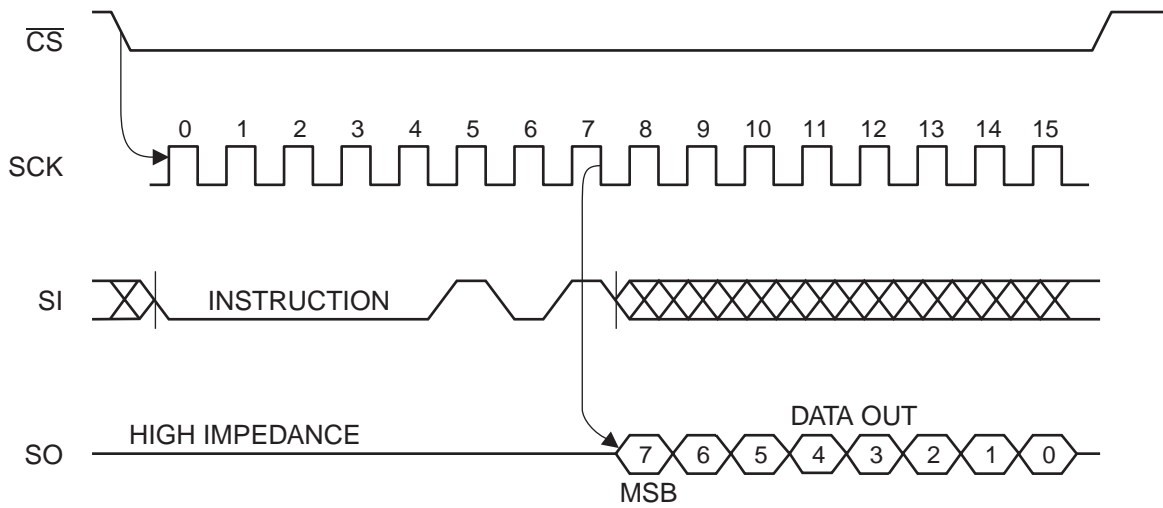 CS
0 1 2 3 4 5 6 7 8 9 10 11 12 13 14 15
SCK
SI INSTRUCTION
DATA OUT
HIGH IMPEDANCE
SO 7 6 5 4 3 2 1 0
MSB